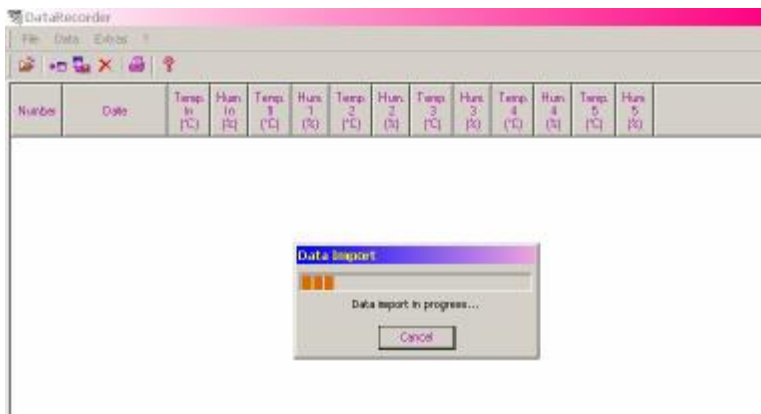 DataRecorder
File Data Extras ?
Number Date Temp. In (°C) Hum. In (%) Temp. 1 (°C) Hum. 1 (%) Temp. 2 (°C) Hum. 2 (%) Temp. 3 (°C) Hum. 3 (%) Temp. 4 (°C) Hum. 4 (%) Temp. 5 (°C) Hum. 5 (%)
Data Import
Data import in progress...
Cancel